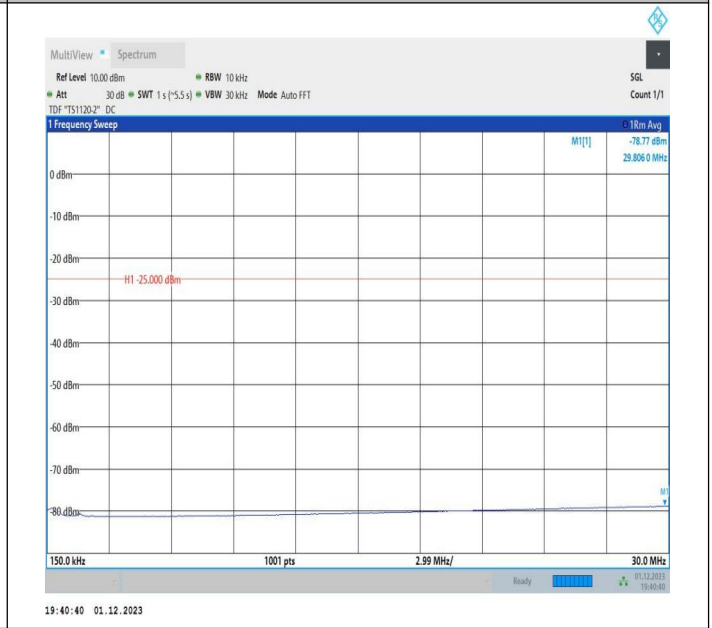 R S
MultiView Spectrum
Ref Level 10.00 dBm RBW 10 kHz SGL
Att 30 dB SWT 1 s (~5.5 s) VBW 30 kHz Mode Auto FFT Count 1/1
TDF "TS1120-2" DC
1 Frequency Sweep 1Rm Avg
M1[1] -78.77 dBm
29.806 0 MHz
0 dBm
-10 dBm
-20 dBm
H1 -25.000 dBm
-30 dBm
-40 dBm
-50 dBm
-60 dBm
-70 dBm
M1
-80 dBm
150.0 kHz 1001 pts 2.99 MHz/ 30.0 MHz
Ready 01.12.2023
19:40:40
19:40:40 01.12.2023